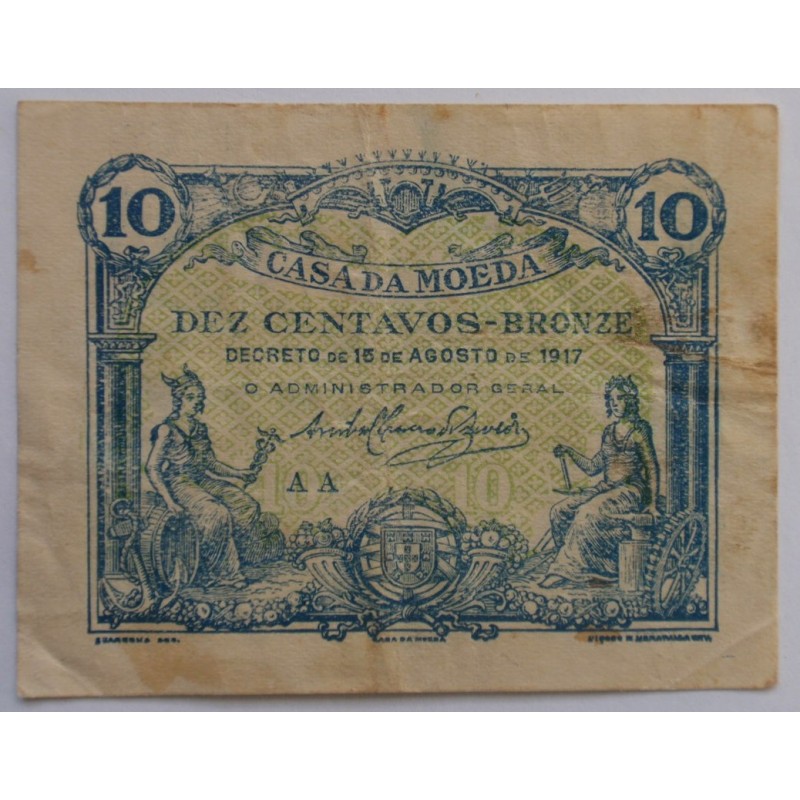 10 10
CASA DA MOEDA
DEZ CENTAVOS-BRONZE
DECRETO DE 15 DE AGOSTO DE 1917
O ADMINISTRADOR GERAL
A A
10 10
CASA DA MOEDA